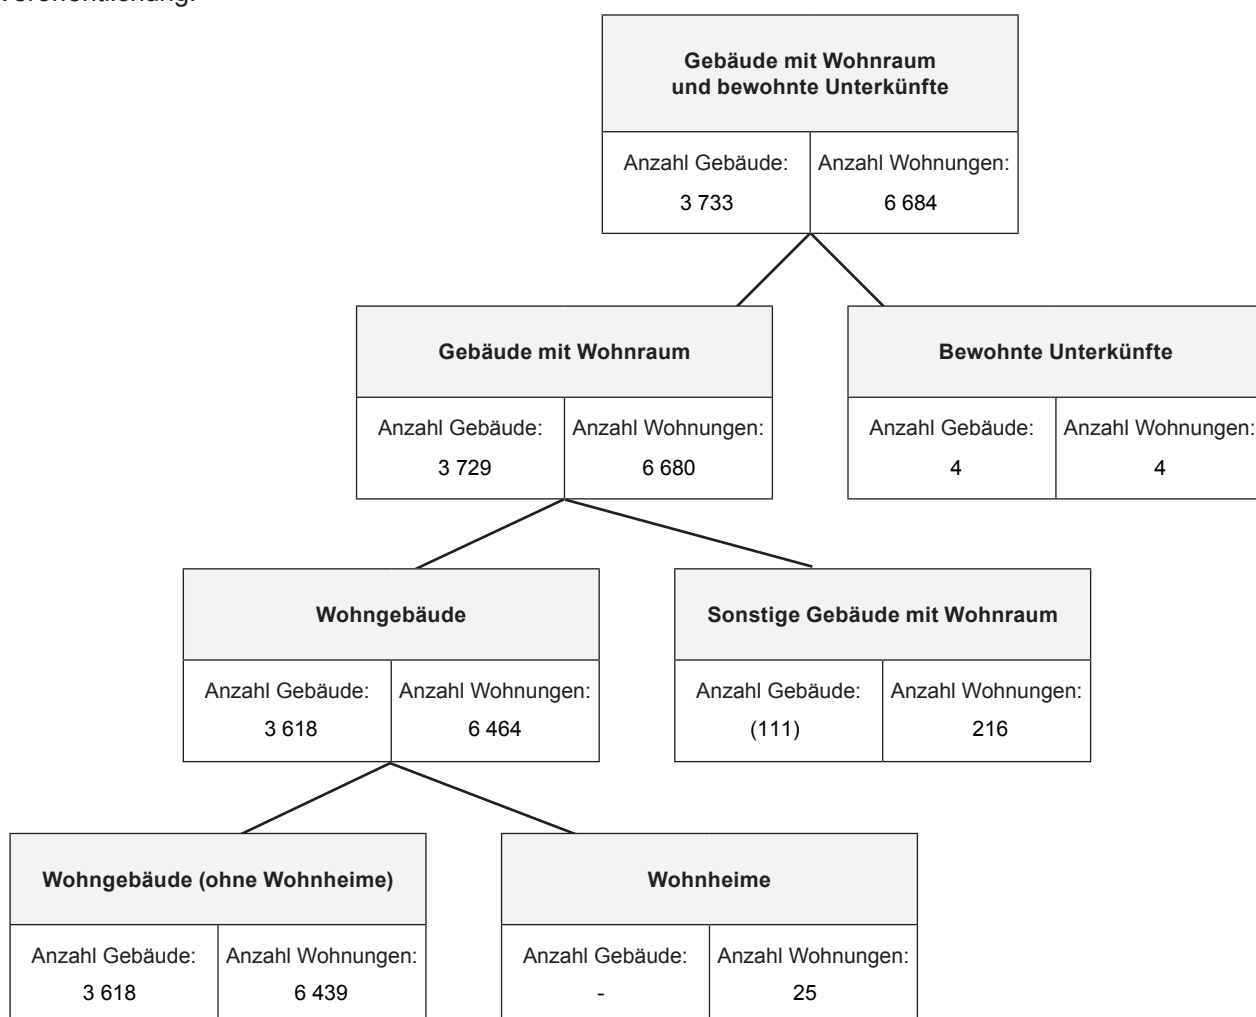 Veröffentlichung.
Gebäude mit Wohnraum
und bewohnte Unterkünfte
Anzahl Gebäude: Anzahl Wohnungen:
3 733 6 684
Gebäude mit Wohnraum Bewohnte Unterkünfte
Anzahl Gebäude: Anzahl Wohnungen: Anzahl Gebäude: Anzahl Wohnungen:
3 729 6 680 4 4
Wohngebäude Sonstige Gebäude mit Wohnraum
Anzahl Gebäude: Anzahl Wohnungen: Anzahl Gebäude: Anzahl Wohnungen:
3 618 6 464 (111) 216
Wohngebäude (ohne Wohnheime) Wohnheime
Anzahl Gebäude: Anzahl Wohnungen: Anzahl Gebäude: Anzahl Wohnungen:
3 618 6 439 - 25